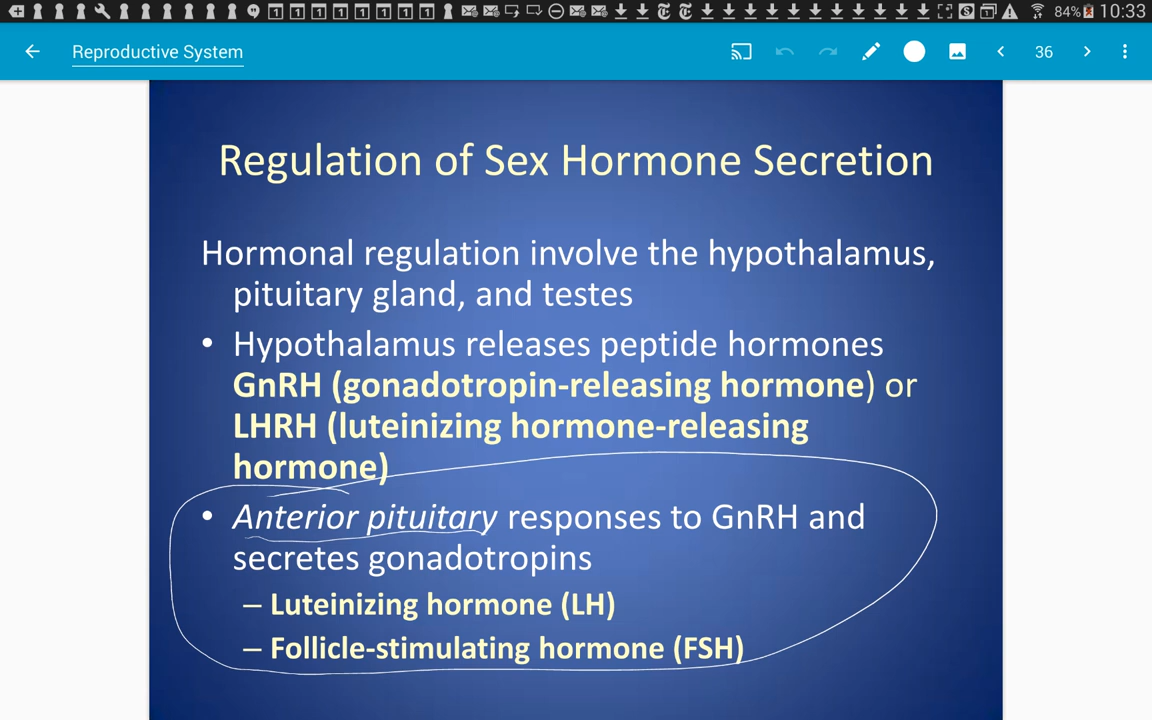 84% 10:33
Reproductive System 36
Regulation of Sex Hormone Secretion
Hormonal regulation involve the hypothalamus,
pituitary gland, and testes
• Hypothalamus releases peptide hormones
GnRH (gonadotropin-releasing hormone) or
LHRH (luteinizing hormone-releasing
hormone)
• Anterior pituitary responses to GnRH and
secretes gonadotropins
– Luteinizing hormone (LH)
– Follicle-stimulating hormone (FSH)